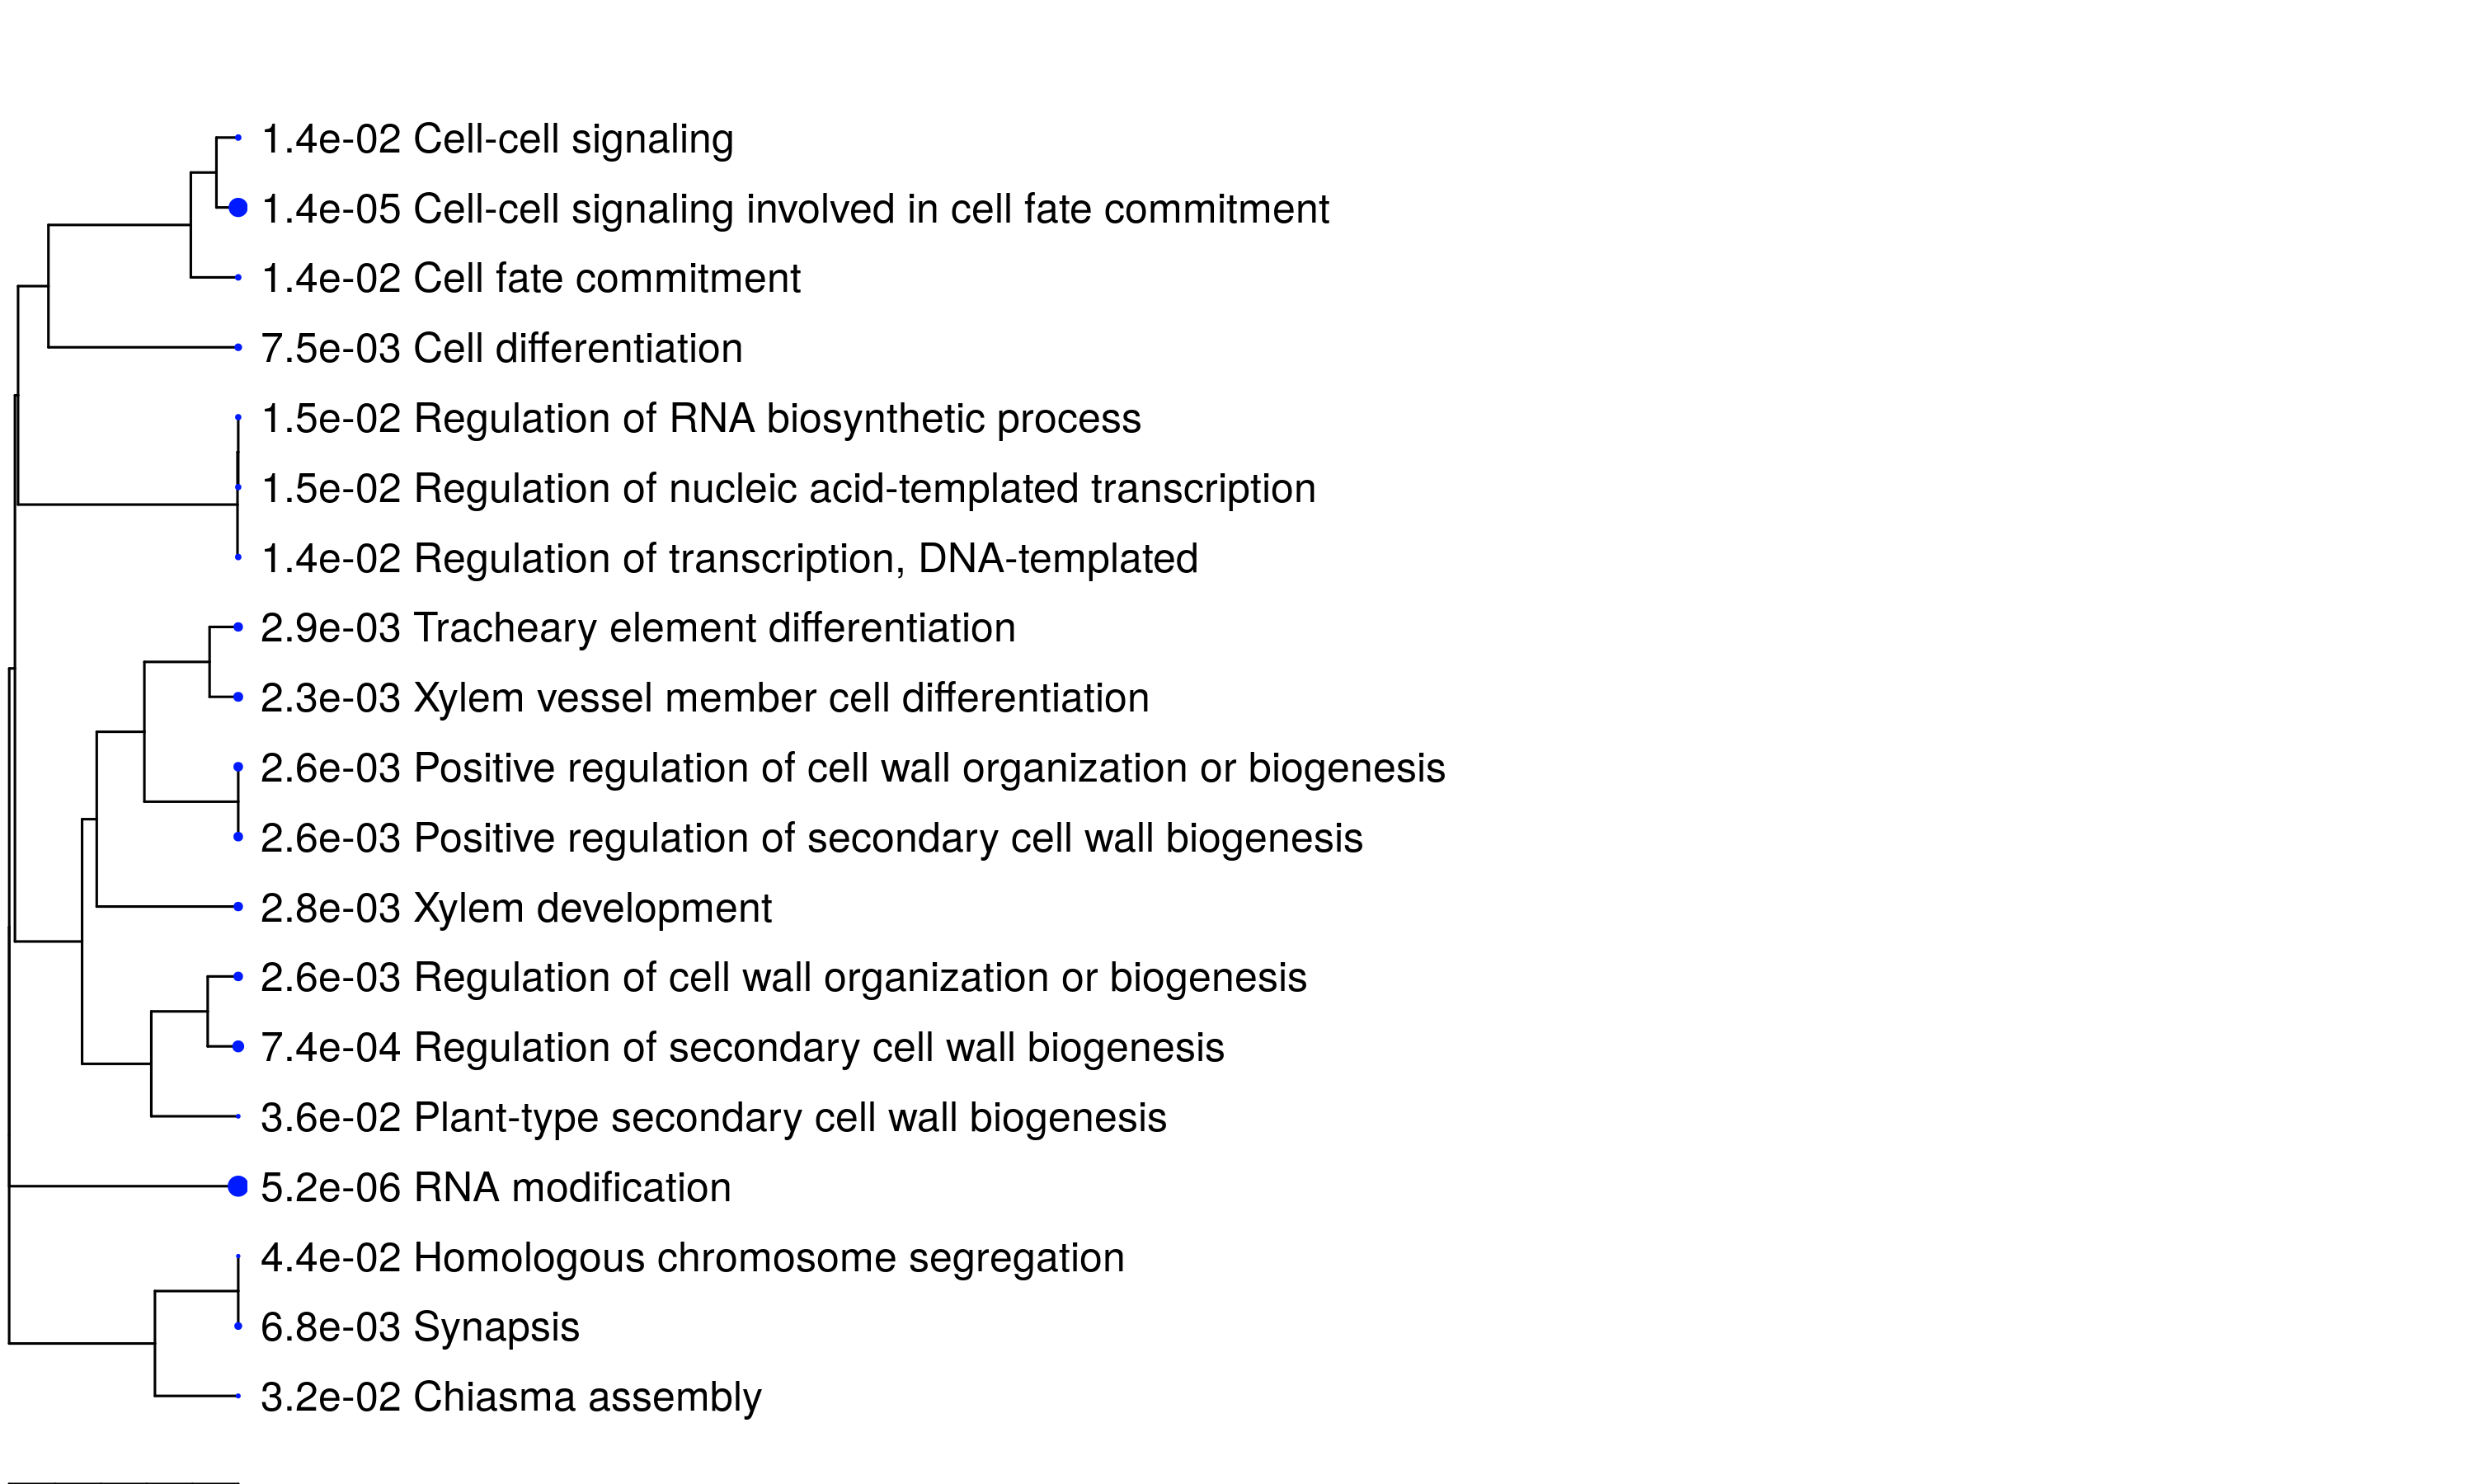 1.4e-02 Cell-cell signaling
1.4e-05 Cell-cell signaling involved in cell fate commitment
1.4e-02 Cell fate commitment
7.5e-03 Cell differentiation
1.5e-02 Regulation of RNA biosynthetic process
1.5e-02 Regulation of nucleic acid-templated transcription
1.4e-02 Regulation of transcription, DNA-templated
2.9e-03 Tracheary element differentiation
2.3e-03 Xylem vessel member cell differentiation
2.6e-03 Positive regulation of cell wall organization or biogenesis
2.6e-03 Positive regulation of secondary cell wall biogenesis
2.8e-03 Xylem development
2.6e-03 Regulation of cell wall organization or biogenesis
7.4e-04 Regulation of secondary cell wall biogenesis
3.6e-02 Plant-type secondary cell wall biogenesis
5.2e-06 RNA modification
4.4e-02 Homologous chromosome segregation
6.8e-03 Synapsis
3.2e-02 Chiasma assembly